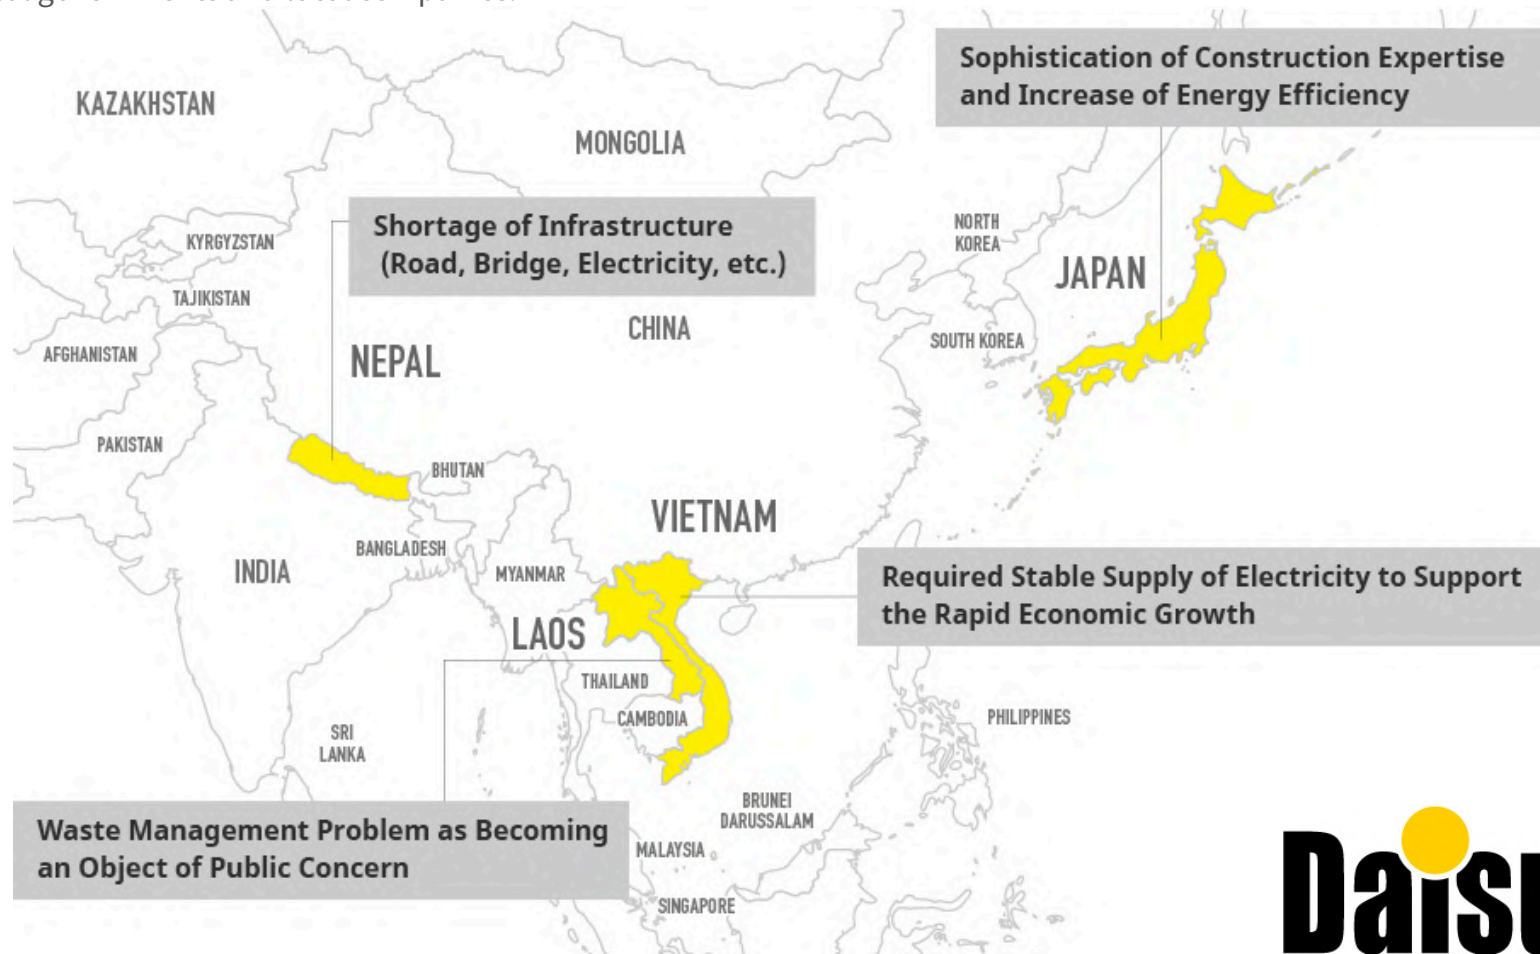 Sophistication of Construction Expertise
and Increase of Energy Efficiency
KAZAKHSTAN
MONGOLIA
Shortage of Infrastructure
(Road, Bridge, Electricity, etc.)
NORTH
KOREA
KYRGYZSTAN
JAPAN
TAJIKISTAN
CHINA
SOUTH KOREA
AFGHANISTAN
NEPAL
PAKISTAN
BHUTAN
VIETNAM
BANGLADESH
INDIA
MYANMAR
Required Stable Supply of Electricity to Support
the Rapid Economic Growth
LAOS
THAILAND
CAMBODIA
PHILIPPINES
SRI
LANKA
BRUNEI
DARUSSALAM
Waste Management Problem as Becoming
an Object of Public Concern
MALAYSIA
SINGAPORE
Daisu